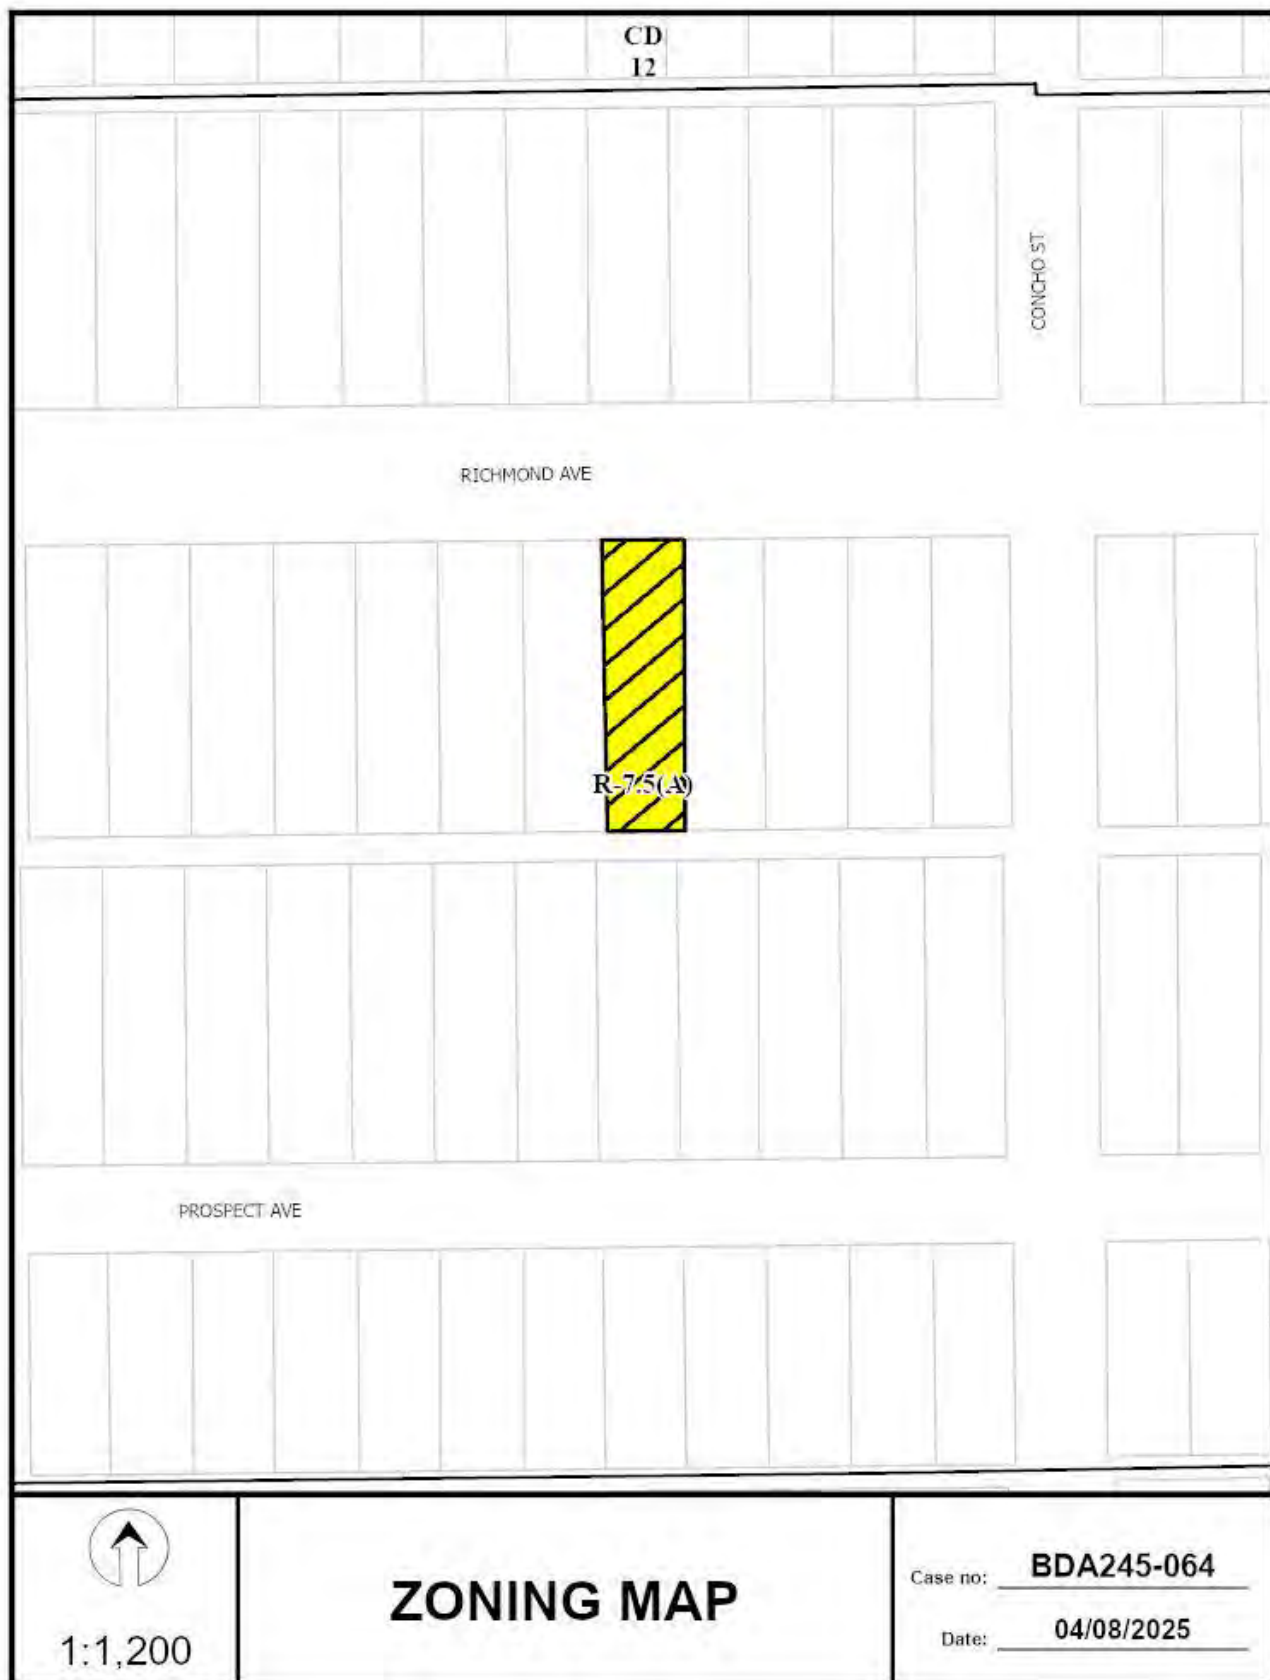 CD
12
CONCHO ST
RICHMOND AVE
R-7.5(A)
PROSPECT AVE
1:1,200
ZONING MAP
Case no: BDA245-064
Date: 04/08/2025